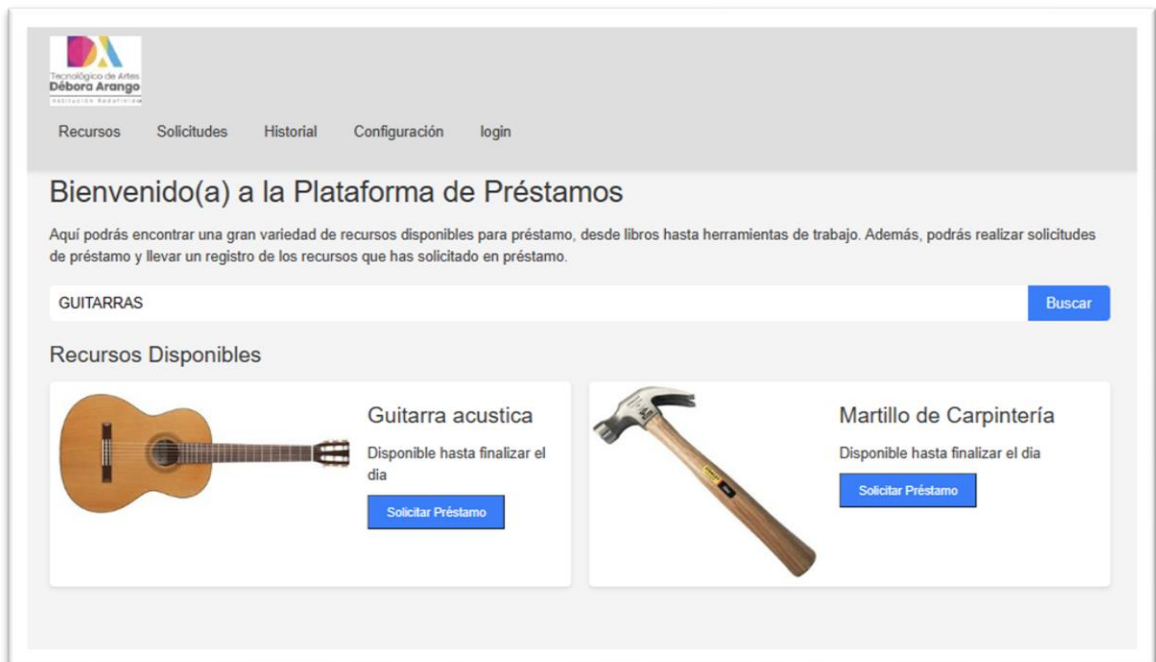 DA
Tecnológico de Artes
Débora Arango
Institución Redefinida
Recursos Solicitudes Historial Configuración login
Bienvenido(a) a la Plataforma de Préstamos
Aquí podrás encontrar una gran variedad de recursos disponibles para préstamo, desde libros hasta herramientas de trabajo. Además, podrás realizar solicitudes
de préstamo y llevar un registro de los recursos que has solicitado en préstamo.
GUITARRAS
Buscar
Recursos Disponibles
Guitarra acustica
Disponible hasta finalizar el
dia
Solicitar Préstamo
Martillo de Carpintería
Disponible hasta finalizar el dia
Solicitar Préstamo